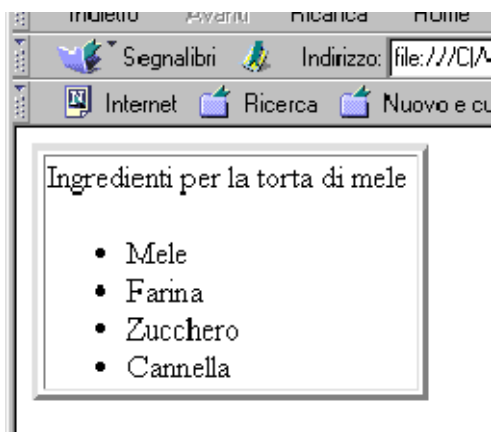 Indietro Avanti Ricarica Home
Segnalibri Indirizzo: file:///C|/
Internet Ricerca Nuovo e cu
Ingredienti per la torta di mele
• Mele
• Farina
• Zucchero
• Cannella